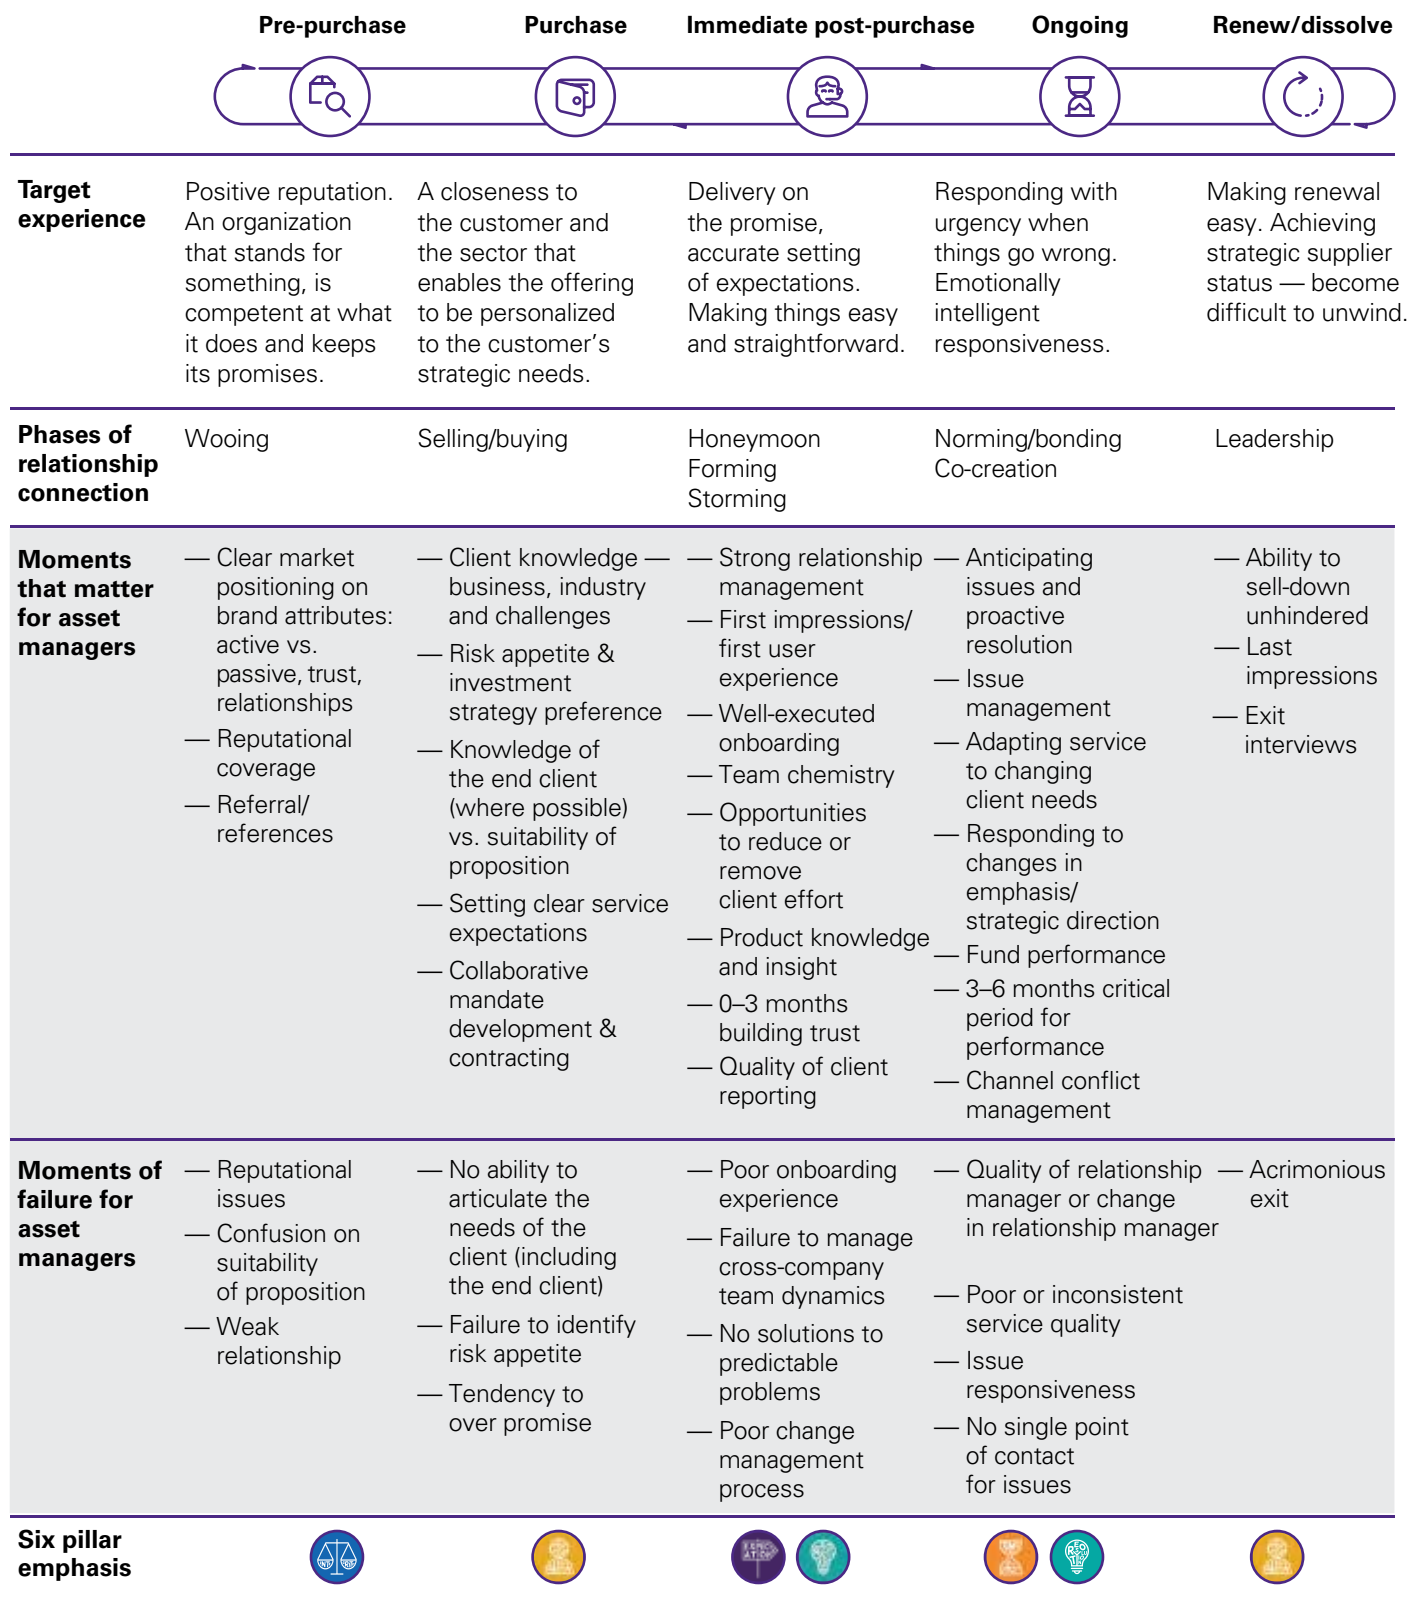 Pre-purchase
Purchase
Immediate post-purchase
Ongoing
Renew/dissolve
Target
experience
Positive reputation.
An organization
that stands for
something, is
competent at what
it does and keeps
its promises.
A closeness to
the customer and
the sector that
enables the offering
to be personalized
to the customer’s
strategic needs.
Delivery on
the promise,
accurate setting
of expectations.
Making things easy
and straightforward.
Responding with
urgency when
things go wrong.
Emotionally
intelligent
responsiveness.
Making renewal
easy. Achieving
strategic supplier
status — become
difficult to unwind.
Phases of
relationship
connection
Wooing
Selling/buying
Honeymoon
Forming
Storming
Norming/bonding
Co-creation
Leadership
Moments
that matter
for asset
managers
— Clear market
positioning on
brand attributes:
active vs.
passive, trust,
relationships
— Reputational
coverage
— Referral/
references
— Client knowledge —
business, industry
and challenges
— Risk appetite &
investment
strategy preference
— Knowledge of
the end client
(where possible)
vs. suitability of
proposition
— Setting clear service
expectations
— Collaborative
mandate
development &
contracting
— Strong relationship
management
— First impressions/
first user
experience
— Well-executed
onboarding
— Team chemistry
— Opportunities
to reduce or
remove
client effort
— Product knowledge
and insight
— 0–3 months
building trust
— Quality of client
reporting
— Anticipating
issues and
proactive
resolution
— Issue
management
— Adapting service
to changing
client needs
— Responding to
changes in
emphasis/
strategic direction
— Fund performance
— 3–6 months critical
period for
performance
— Channel conflict
management
— Ability to
sell-down
unhindered
— Last
impressions
— Exit
interviews
Moments of
failure for
asset
managers
— Reputational
issues
— Confusion on
suitability
of proposition
— Weak
relationship
— No ability to
articulate the
needs of the
client (including
the end client)
— Failure to identify
risk appetite
— Tendency to
over promise
— Poor onboarding
experience
— Failure to manage
cross-company
team dynamics
— No solutions to
predictable
problems
— Poor change
management
process
— Quality of relationship
manager or change
in relationship manager
— Poor or inconsistent
service quality
— Issue
responsiveness
— No single point
of contact
for issues
— Acrimonious
exit
Six pillar
emphasis